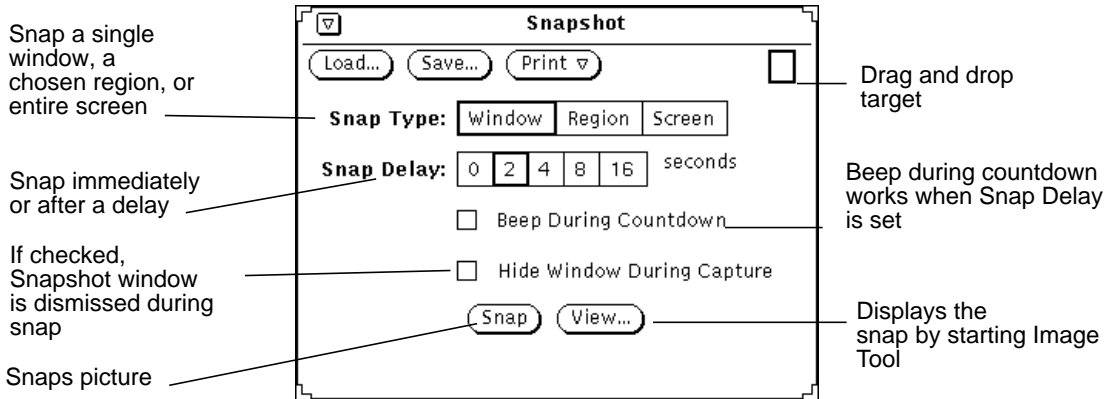 Snap a single
window, a
chosen region, or
entire screen
Snap immediately
or after a delay
If checked,
Snapshot window
is dismissed during
snap
Snaps picture
Snapshot
Load... Save... Print
Snap Type: Window Region Screen
Snap Delay: 0 2 4 8 16 seconds
Beep During Countdown
Hide Window During Capture
Snap View...
Drag and drop
target
Beep during countdown
works when Snap Delay
is set
Displays the
snap by starting Image
Tool